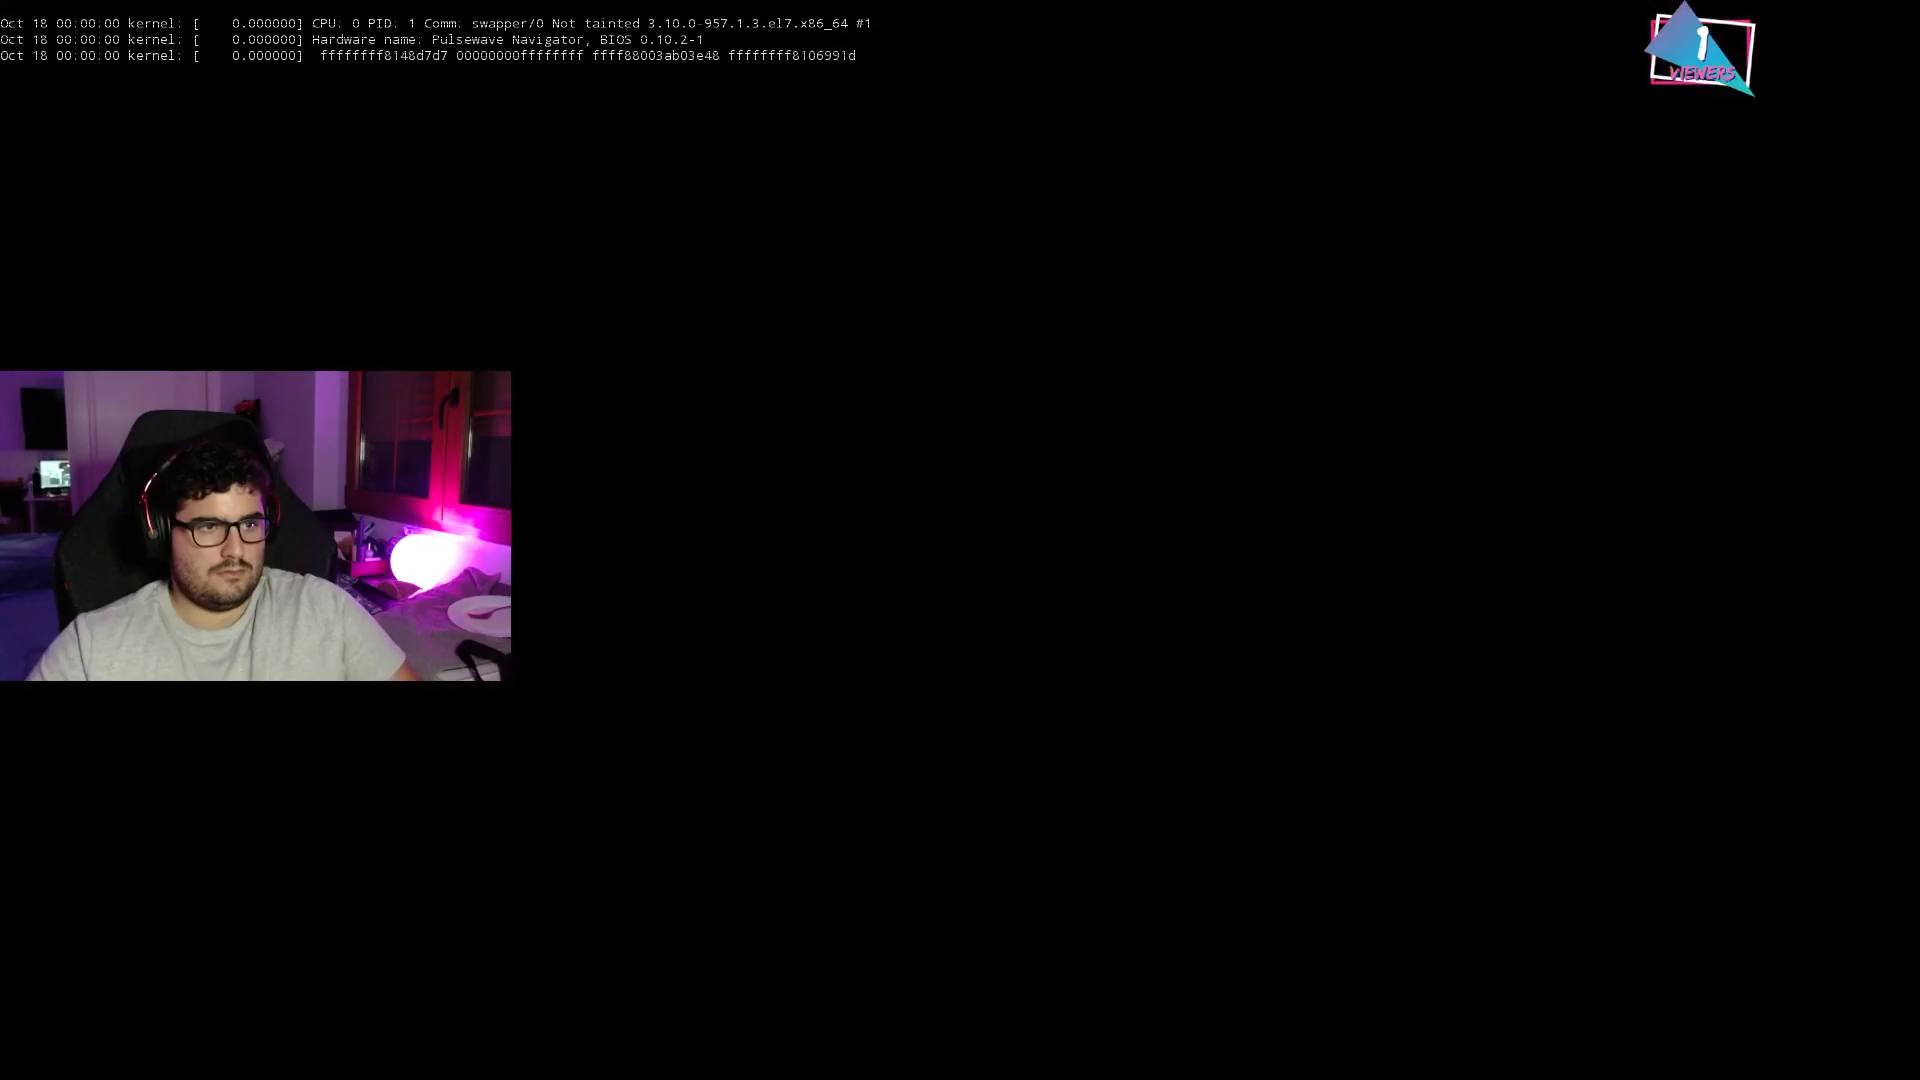 Oct 18 00:00:00 kernel: [    0.000000] CPU: 0 PID: 1 Comm: swapper/0 Not tainted 3.10.0-957.1.3.el7.x86_64 #1
Oct 18 00:00:00 kernel: [    0.000000] Hardware name: Pulsewave Navigator, BIOS 0.10.2-1
Oct 18 00:00:00 kernel: [    0.000000]  ffffffff8148d7d7 00000000ffffffff ffff88003ab03e48 ffffffff8106991d
1
VIEWERS